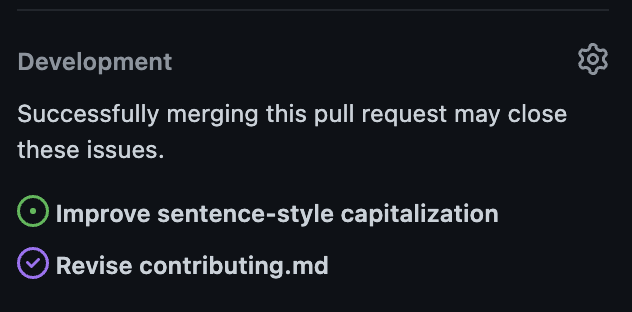 Development
Successfully merging this pull request may close
these issues.
Improve sentence-style capitalization
Revise contributing.md